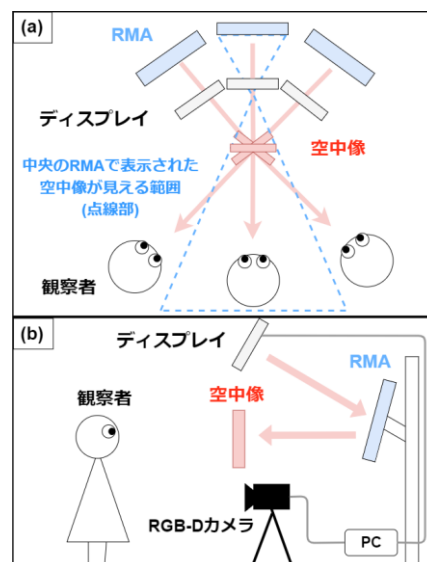 (a)
RMA
ディスプレイ
空中像
中央のRMAで表示された
空中像が見える範囲
(点線部)
観察者
(b)
ディスプレイ
RMA
観察者
空中像
RGB-Dカメラ
PC